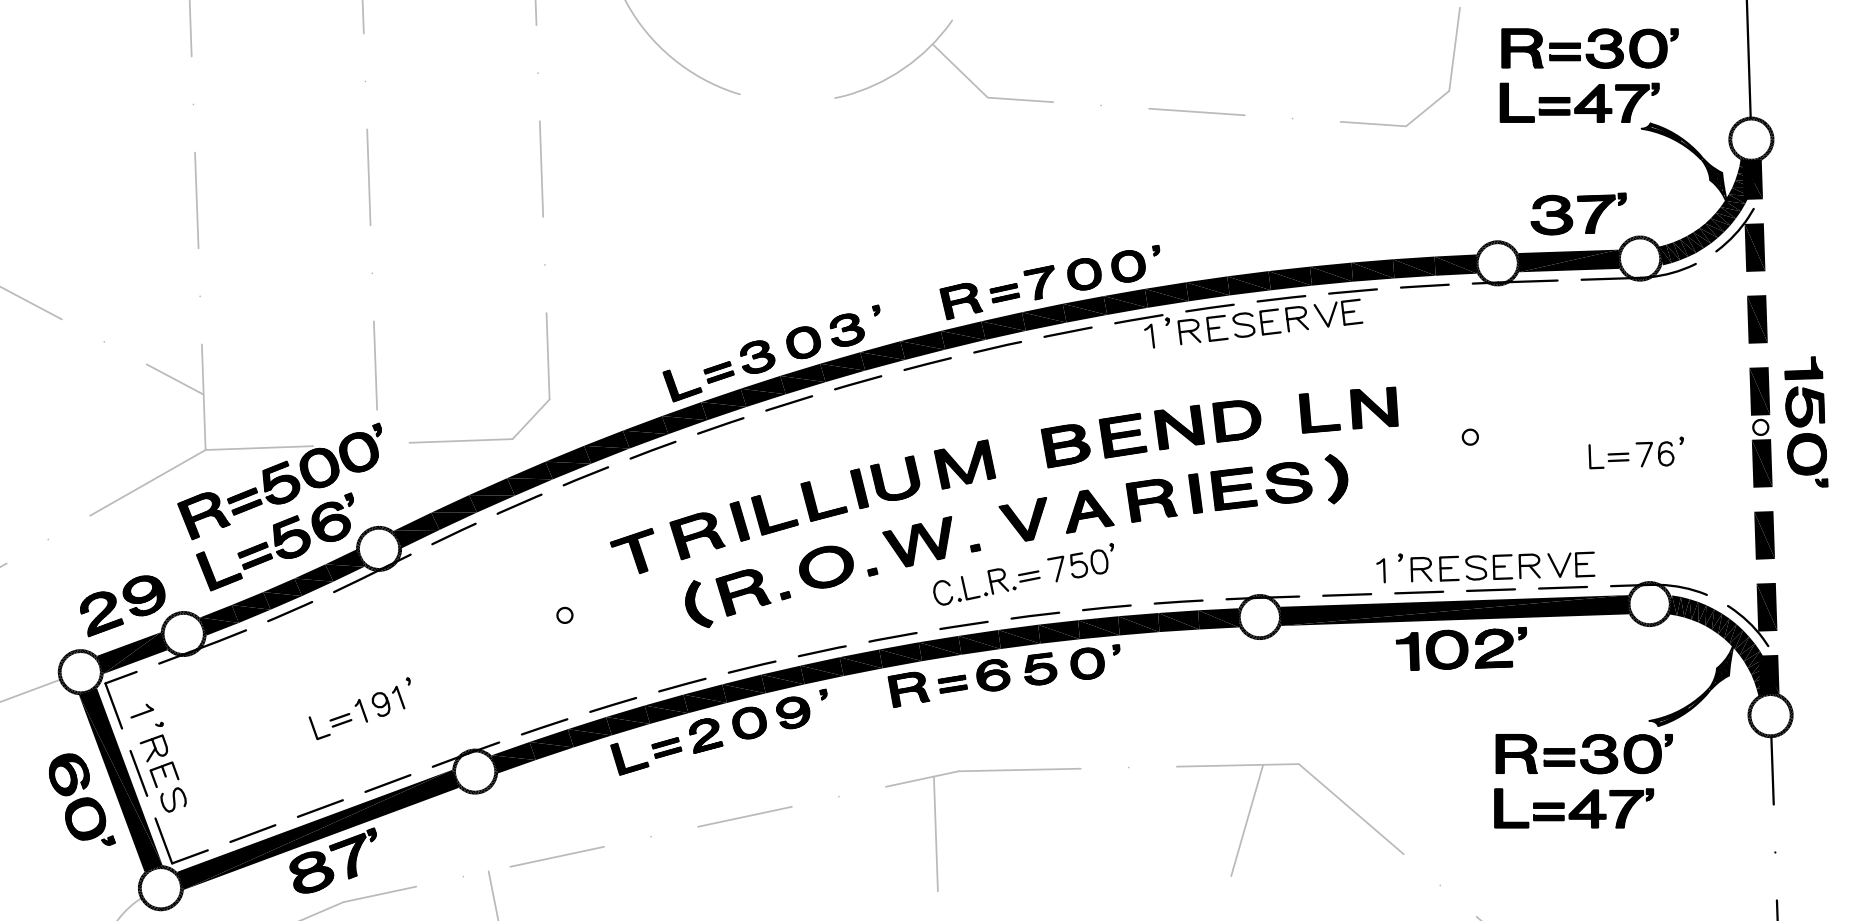 R=30’
L=47’
37’
L=303’ R=700’
1’RESERVE
150’
TRILLIUM BEND LN
(R.O.W. VARIES)
L=76’
R=500’
L=56’
29
C.L.R.=750’
1’RESERVE
102’
L=209’ R=650’
L=191’
1’RES
60’
87’
R=30’
L=47’